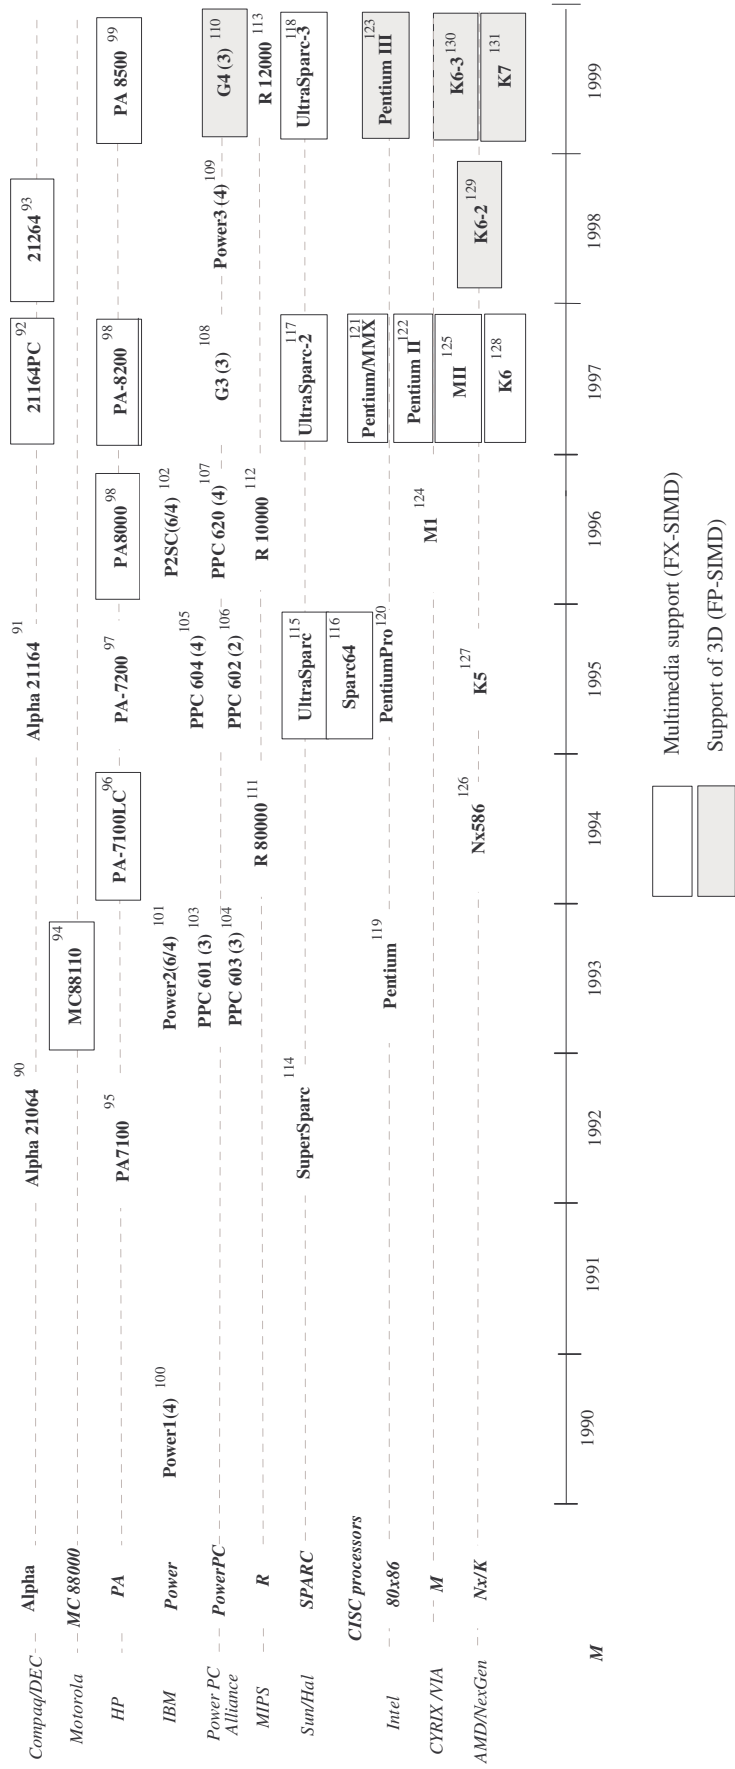 Compaq/DEC Alpha Alpha 21064 90 Alpha 21164 91 21164PC 92 21264 93
Motorola MC 88000 MC88110 94
HP PA PA7100 95 PA-7100LC 96 PA-7200 97 PA8000 98 PA-8200 98 PA 8500 99
IBM Power Power1(4) 100 Power2(6/4) 101 P2SC(6/4) 102
PPC 601 (3) 103 PPC 604 (4) 105
Power PC Alliance PowerPC PPC 620 (4) 107 G3 (3) 108 Power3 (4) 109 G4 (3) 110
PPC 603 (3) 104 PPC 602 (2) 106
MIPS R R 80000 111 R 10000 112 R 12000 113
Sun/Hal SPARC SuperSparc 114 UltraSparc 115 UltraSparc-2 117 UltraSparc-3 118
Sparc64 116
CISC processors
Pentium/MMX 121
Intel 80x86 Pentium 119 PentiumPro 120 Pentium III 123
Pentium II 122
CYRIX /VIA M M1 124 MII 125 K6-3 130
AMD/NexGen Nx/K Nx586 126 K5 127 K6 128 K6-2 129 K7 131
M 1990 1991 1992 1993 1994 1995 1996 1997 1998 1999
Multimedia support (FX-SIMD)
Support of 3D (FP-SIMD)